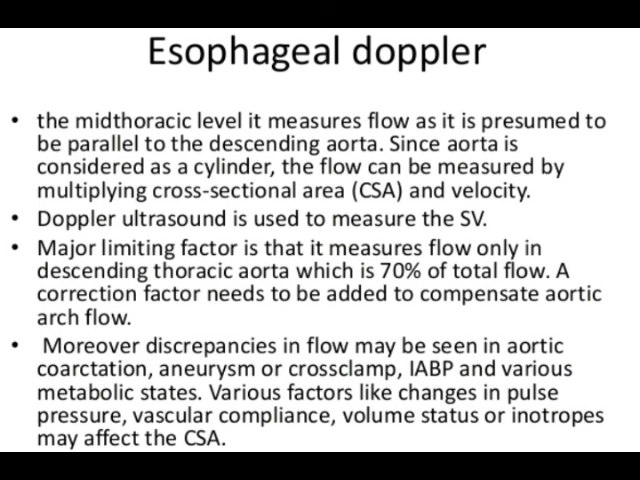 Esophageal doppler
• the midthoracic level it measures flow as it is presumed to
be parallel to the descending aorta. Since aorta is
considered as a cylinder, the flow can be measured by
multiplying cross-sectional area (CSA) and velocity.
• Doppler ultrasound is used to measure the SV.
• Major limiting factor is that it measures flow only in
descending thoracic aorta which is 70% of total flow. A
correction factor needs to be added to compensate aortic
arch flow.
• Moreover discrepancies in flow may be seen in aortic
coarctation, aneurysm or crossclamp, IABP and various
metabolic states. Various factors like changes in pulse
pressure, vascular compliance, volume status or inotropes
may affect the CSA.